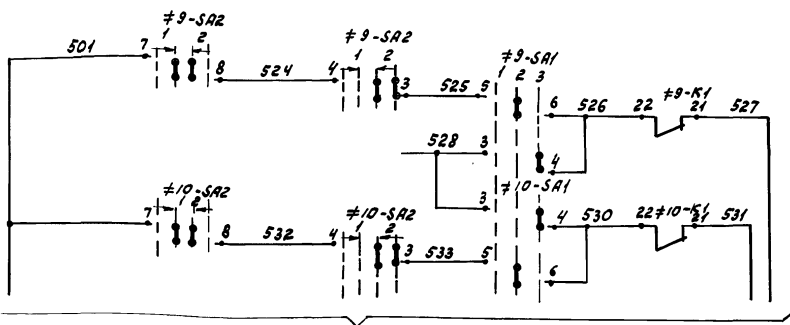 ≠9-SA2
501 7 1 2 8 524
≠9-SA2
4 1 2 3 525 5
≠9-SA1
1 2 3
6 526 22 ≠9-K1 21 527
528 3 4
3
≠10-SA2
7 1 2 8 532
≠10-SA2
4 1 2 3 533 5
≠10-SA1
4 530 22 ≠10-K1 21 531
6